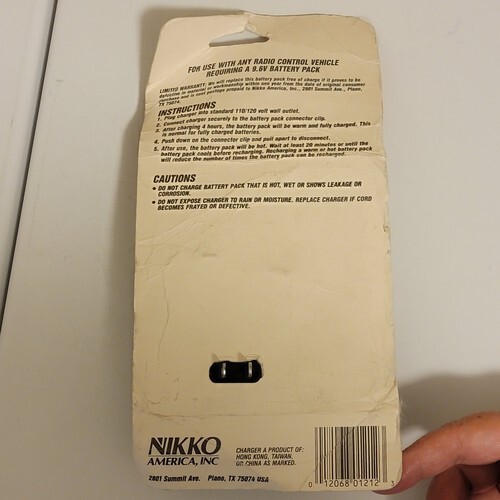 FOR USE WITH ANY RADIO CONTROL VEHICLE
REQUIRING A 9.6V BATTERY PACK
LIMITED WARRANTY: We will replace this battery pack free of charge if it proves to be
defective in material or workmanship within one year from the date of original consumer
purchase and is sent postage prepaid to Nikko America, Inc., 2801 Summit Ave., Plano,
TX 75074.
INSTRUCTIONS
1. Plug charger into standard 110/120 volt wall outlet.
2. Connect charger securely to the battery pack connector clip.
3. After charging 4 hours, the battery pack will be warm and fully charged. This
is normal for fully charged batteries.
4. Push down on the connector clip and pull apart to disconnect.
5. After use, the battery pack will be hot. Wait at least 20 minutes or until the
battery pack cools before recharging. Recharging a warm or hot battery pack
will reduce the number of times the battery pack can be recharged.
CAUTIONS
• DO NOT CHARGE BATTERY PACK THAT IS HOT, WET OR SHOWS LEAKAGE OR
CORROSION.
• DO NOT EXPOSE CHARGER TO RAIN OR MOISTURE. REPLACE CHARGER IF CORD
BECOMES FRAYED OR DEFECTIVE.
NIKKO
AMERICA, INC
2801 Summit Ave. Plano, TX 75074 USA
CHARGER A PRODUCT OF:
HONG KONG, TAIWAN,
OR CHINA AS MARKED.
0 12068 01212 3